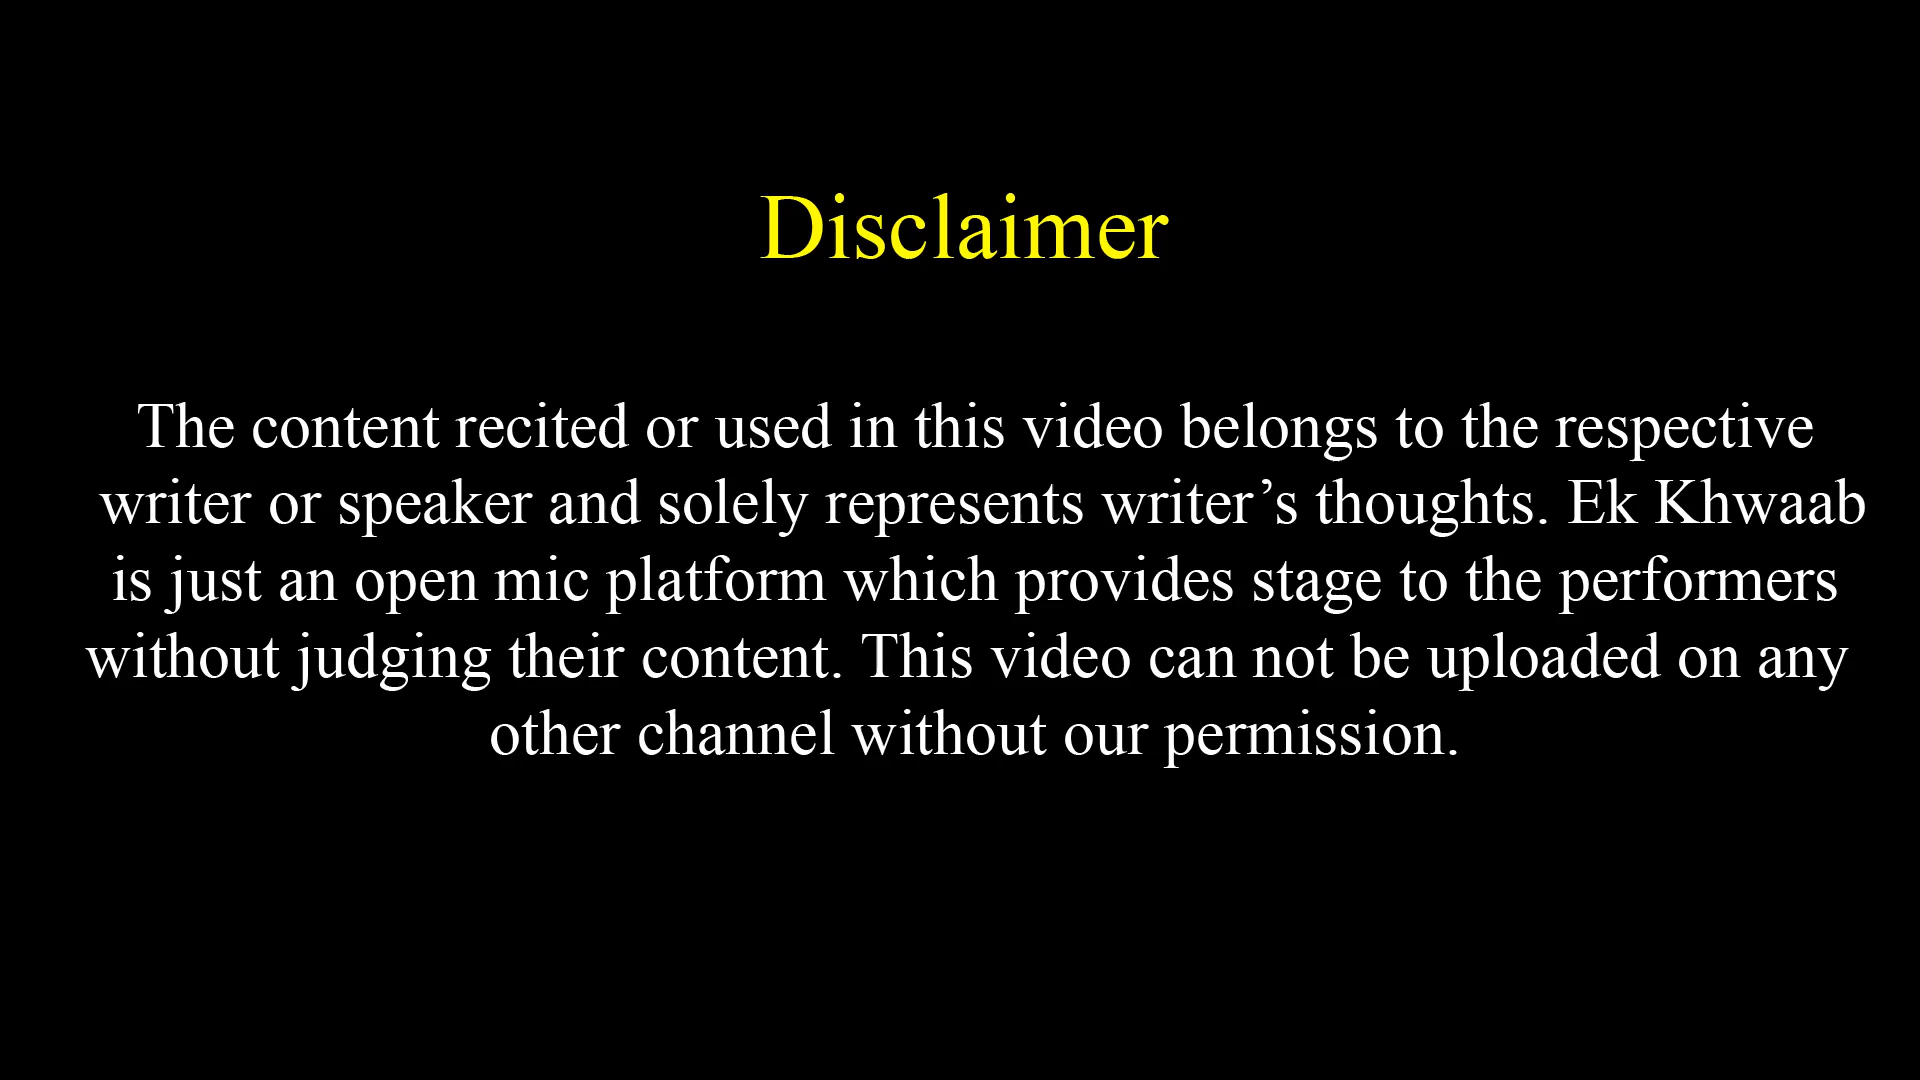 Disclaimer
The content recited or used in this video belongs to the respective
writer or speaker and solely represents writer’s thoughts. Ek Khwaab
is just an open mic platform which provides stage to the performers
without judging their content. This video can not be uploaded on any
other channel without our permission.